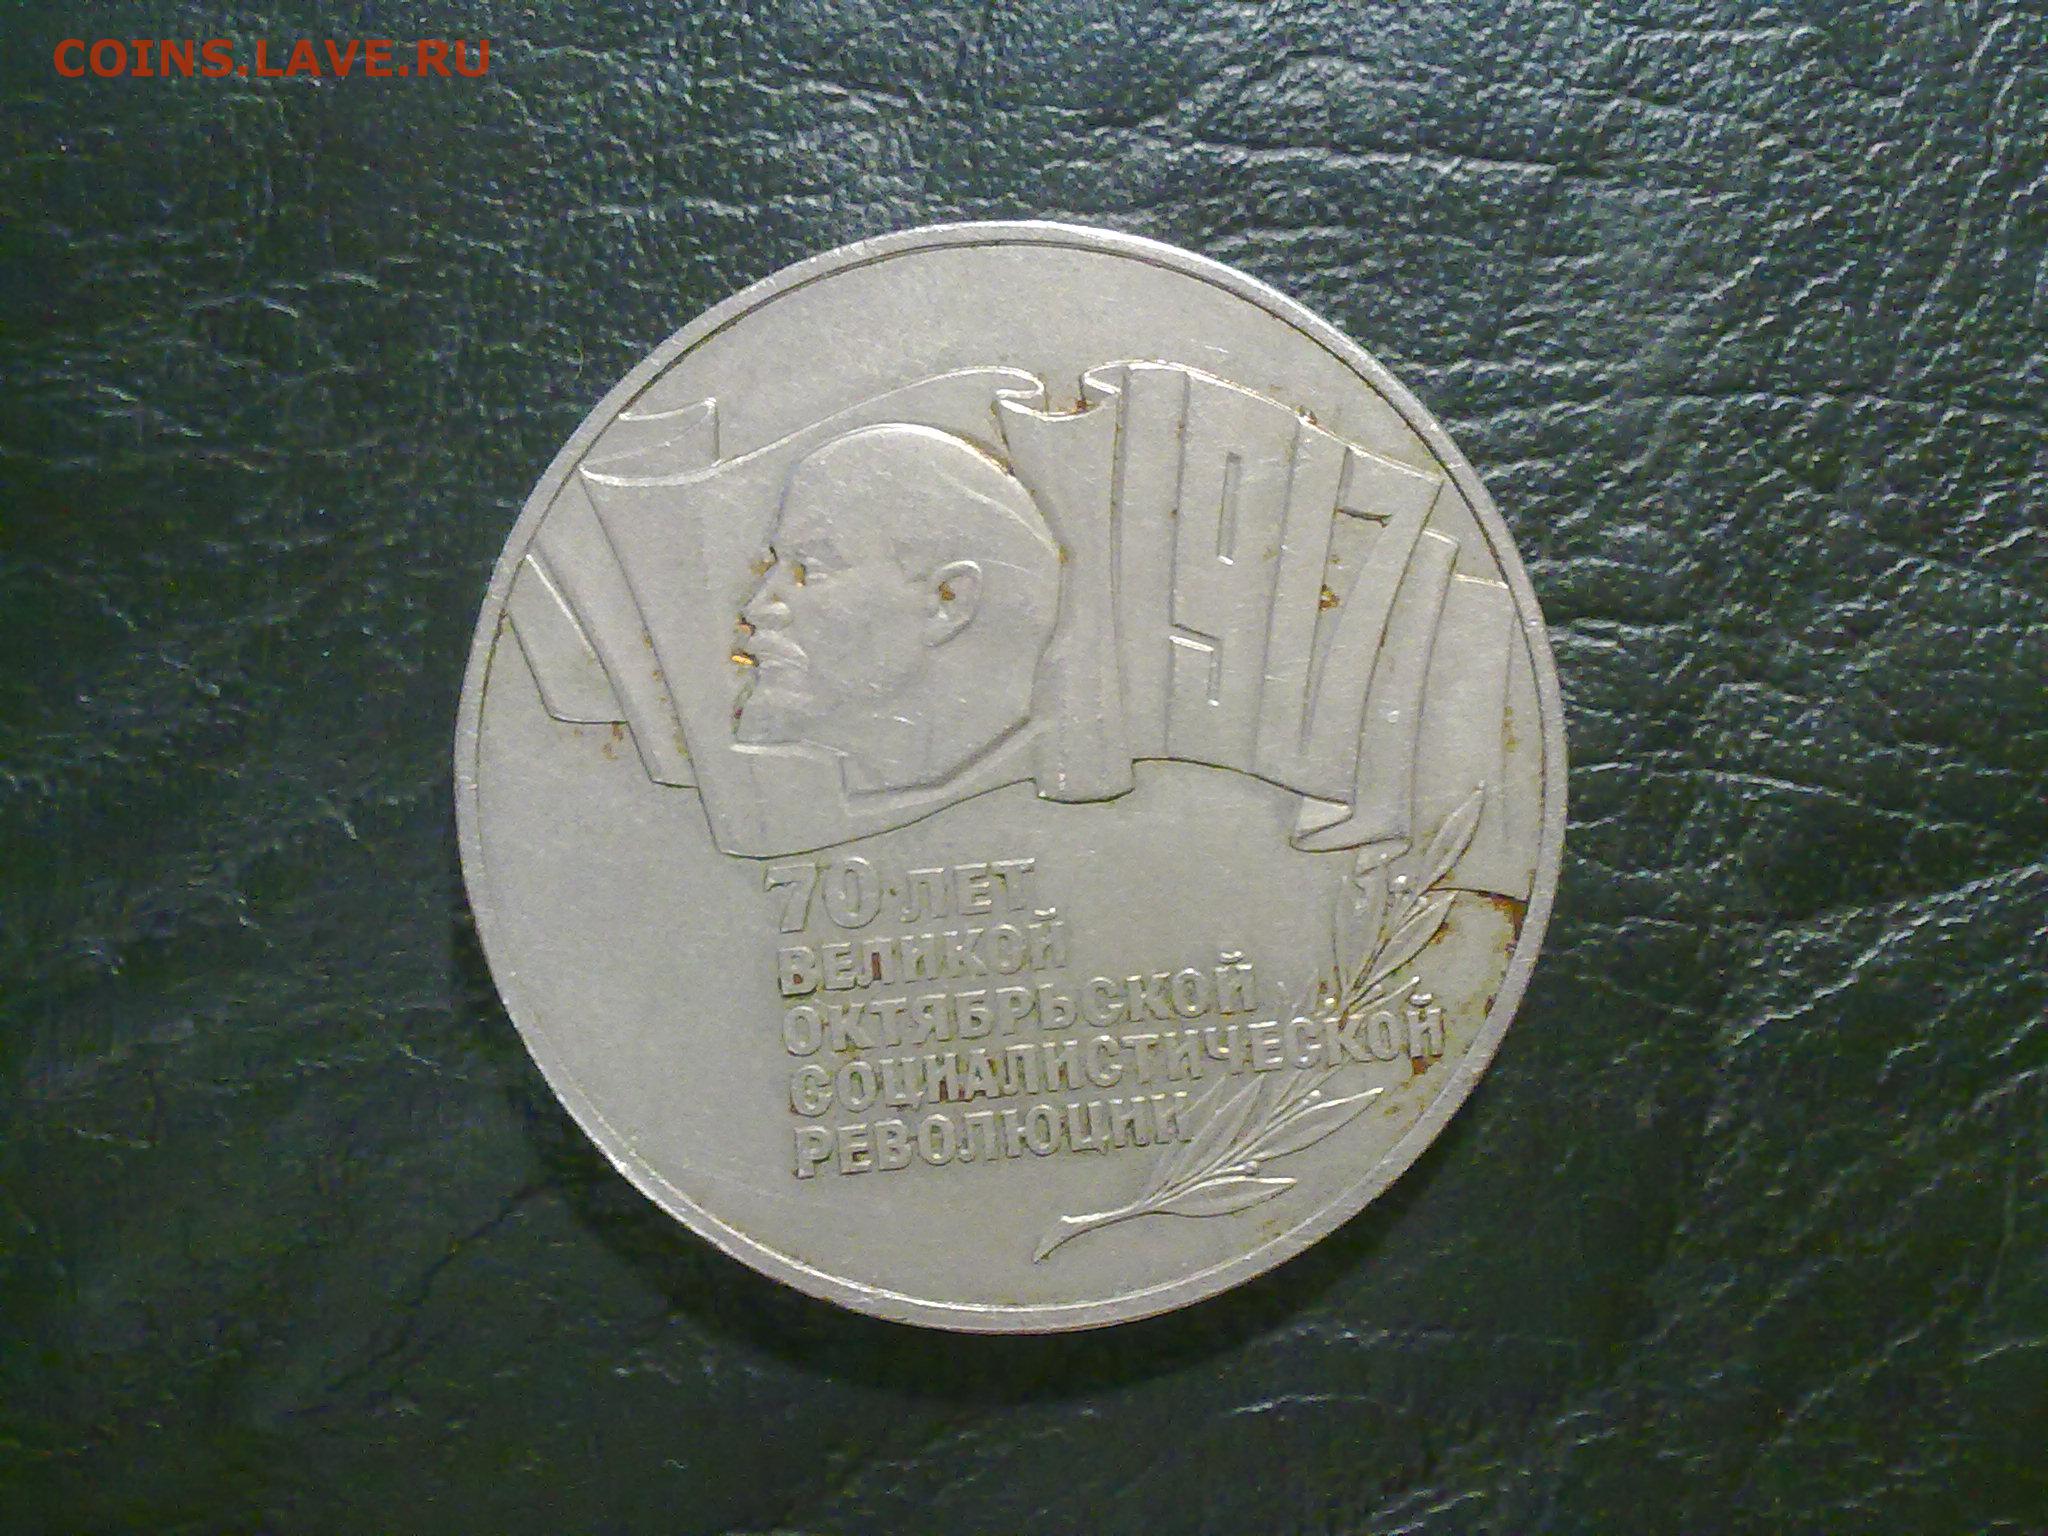 COINS.LAVE.RU
1917
70 ЛЕТ
ВЕЛИКОЙ
ОКТЯБРЬСКОЙ
СОЦИАЛИСТИЧЕСКОЙ
РЕВОЛЮЦИИ